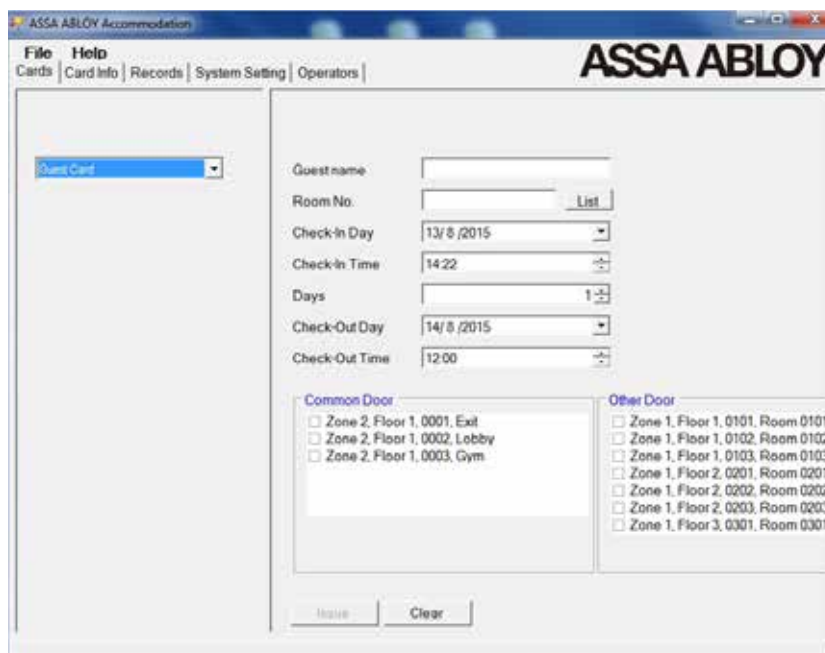 ASSA ABLOY Accommodation
File Help
ASSA ABLOY
Cards Card Info Records System Setting Operators
Guest Card
Guest name
Room No. List
Check-In Day 13/ 8 /2015
Check-In Time 14:22
Days 1
Check-Out Day 14/ 8 /2015
Check-Out Time 12:00
Common Door
Zone 2, Floor 1, 0001, Exit
Zone 2, Floor 1, 0002, Lobby
Zone 2, Floor 1, 0003, Gym
Other Door
Zone 1, Floor 1, 0101, Room 0101
Zone 1, Floor 1, 0102, Room 0102
Zone 1, Floor 1, 0103, Room 0103
Zone 1, Floor 2, 0201, Room 0201
Zone 1, Floor 2, 0202, Room 0202
Zone 1, Floor 2, 0203, Room 0203
Zone 1, Floor 3, 0301, Room 0301
Issue Clear